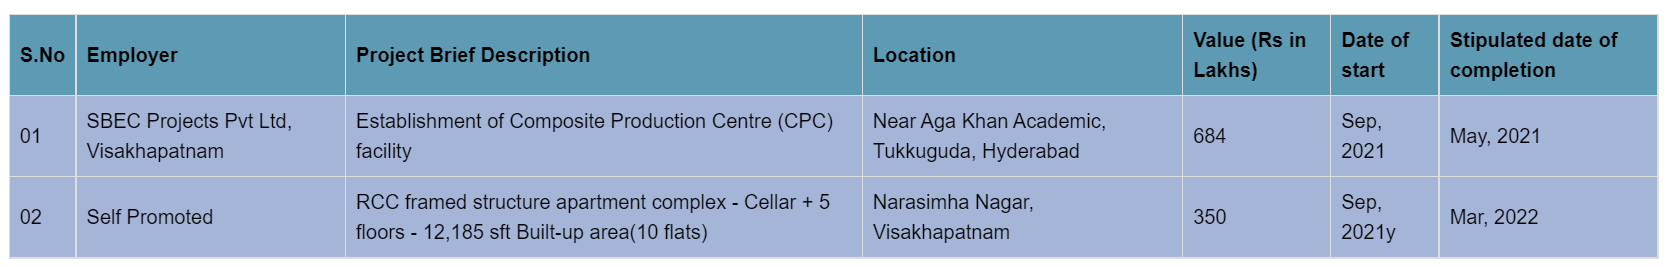 S.No Employer Project Brief Description Location Value (Rs in Lakhs) Date of start Stipulated date of completion
01 SBEC Projects Pvt Ltd, Visakhapatnam Establishment of Composite Production Centre (CPC) facility Near Aga Khan Academic, Tukkuguda, Hyderabad 684 Sep, 2021 May, 2021
02 Self Promoted RCC framed structure apartment complex - Cellar + 5 floors - 12,185 sft Built-up area(10 flats) Narasimha Nagar, Visakhapatnam 350 Sep, 2021y Mar, 2022